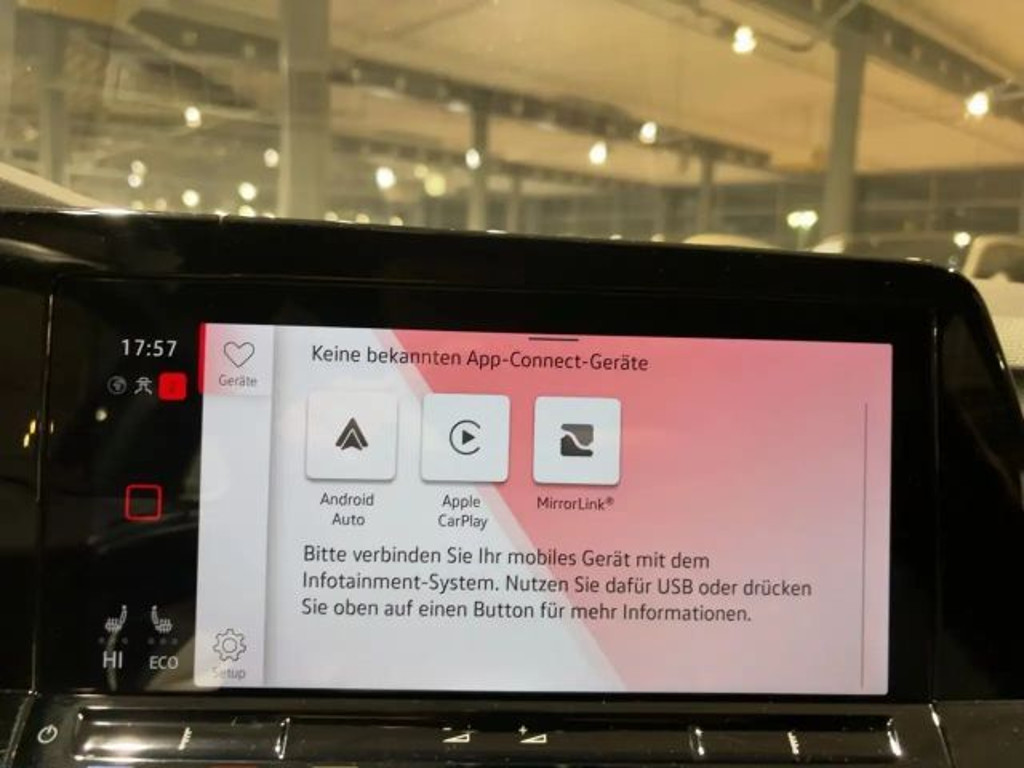 17:57
Geräte
Keine bekannten App-Connect-Geräte
Android
Auto
Apple
CarPlay
MirrorLink®
Bitte verbinden Sie Ihr mobiles Gerät mit dem
Infotainment-System. Nutzen Sie dafür USB oder drücken
Sie oben auf einen Button für mehr Informationen.
HI
ECO
Setup